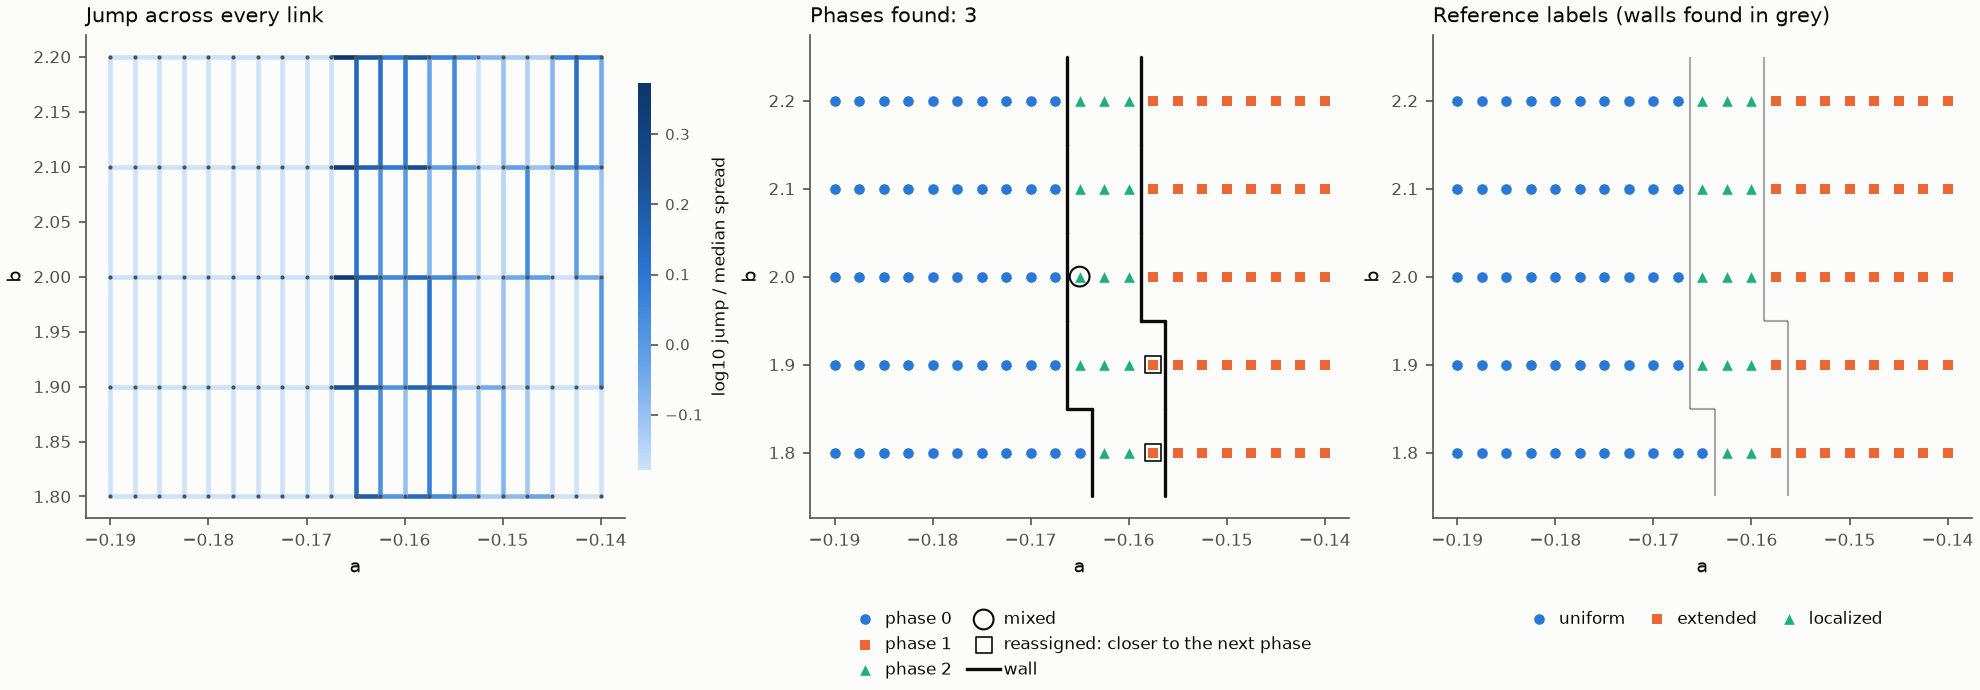 Jump across every link
2.20
2.15
2.10
2.05
2.00
1.95
1.90
1.85
1.80
b
−0.19 −0.18 −0.17 −0.16 −0.15 −0.14
a
0.3
0.2
0.1
0.0
−0.1
log10 jump / median spread
Phases found: 3
2.2
2.1
2.0
1.9
1.8
b
−0.19 −0.18 −0.17 −0.16 −0.15 −0.14
a
phase 0 mixed
phase 1 reassigned: closer to the next phase
phase 2 wall
Reference labels (walls found in grey)
2.2
2.1
2.0
1.9
1.8
b
−0.19 −0.18 −0.17 −0.16 −0.15 −0.14
a
uniform extended localized